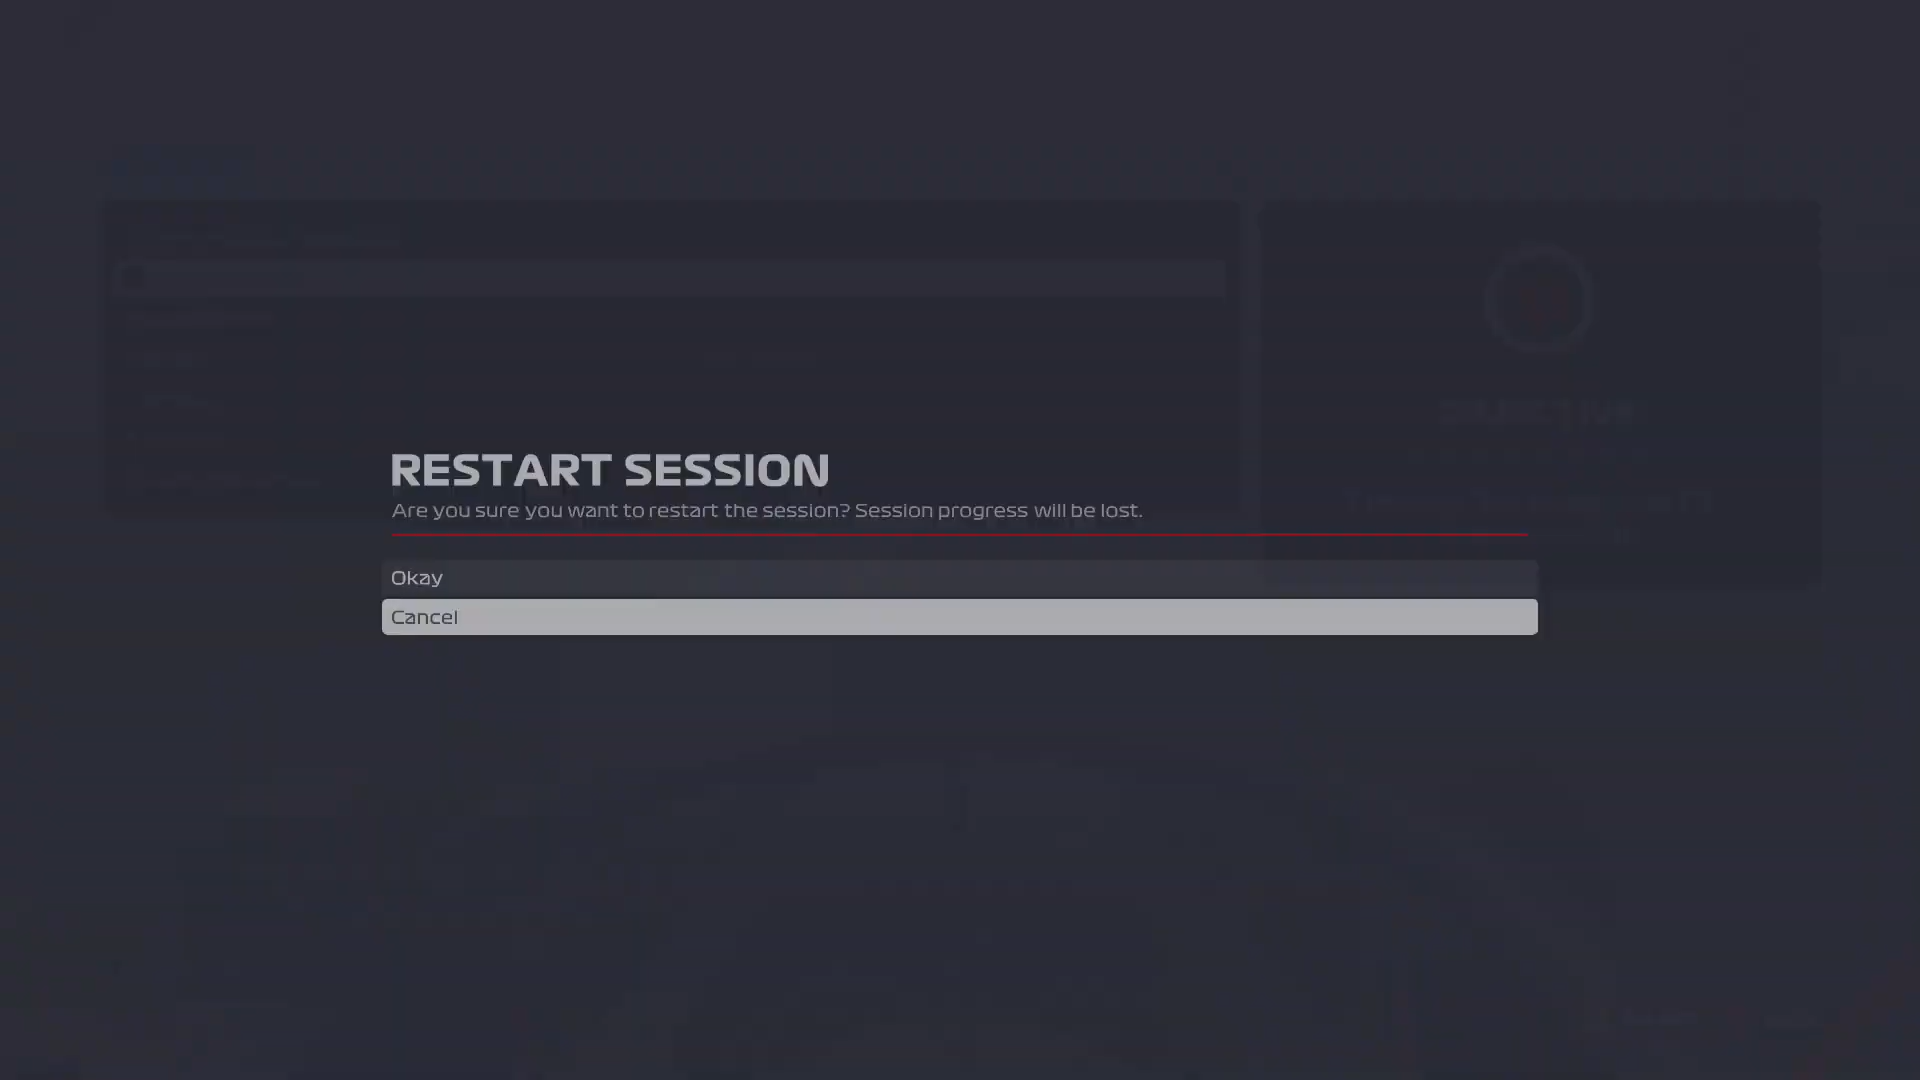 RESTART SESSION
Are you sure you want to restart the session? Session progress will be lost.
Okay
Cancel